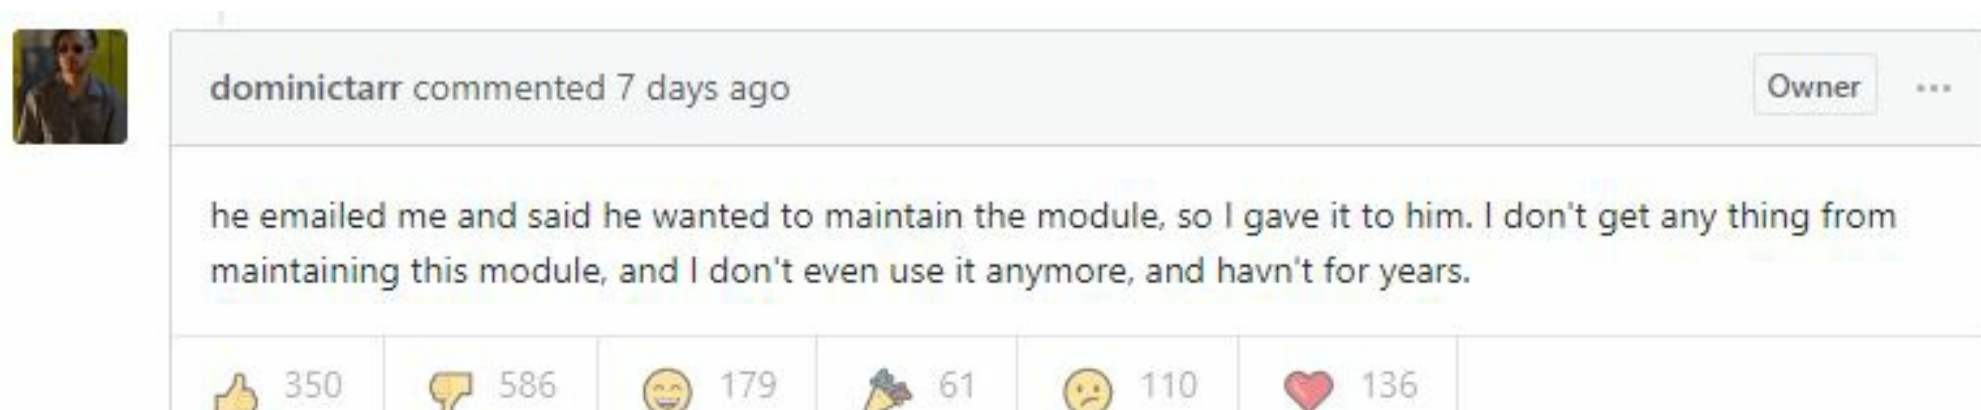 dominictarr commented 7 days ago
Owner
he emailed me and said he wanted to maintain the module, so I gave it to him. I don't get any thing from
maintaining this module, and I don't even use it anymore, and havn't for years.
350 586 179 61 110 136